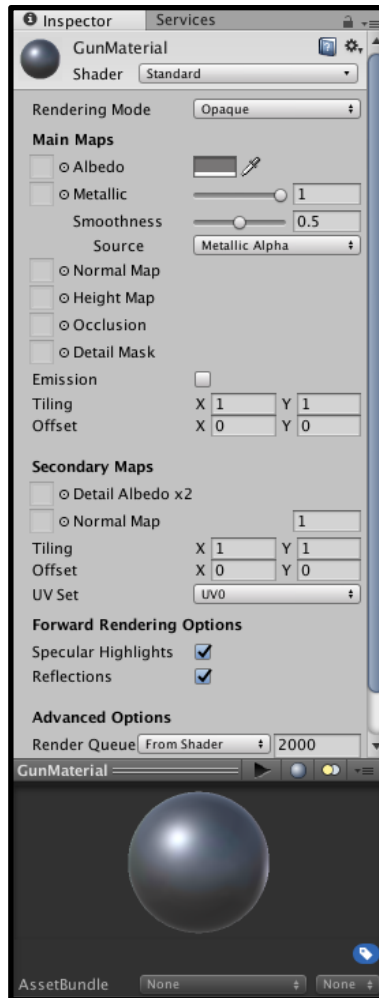 Inspector Services
GunMaterial
Shader Standard
Rendering Mode Opaque
Main Maps
Albedo
Metallic 1
Smoothness 0.5
Source Metallic Alpha
Normal Map
Height Map
Occlusion
Detail Mask
Emission
Tiling X 1 Y 1
Offset X 0 Y 0
Secondary Maps
Detail Albedo x2
Normal Map 1
Tiling X 1 Y 1
Offset X 0 Y 0
UV Set UV0
Forward Rendering Options
Specular Highlights
Reflections
Advanced Options
Render Queue From Shader 2000
GunMaterial
AssetBundle None None